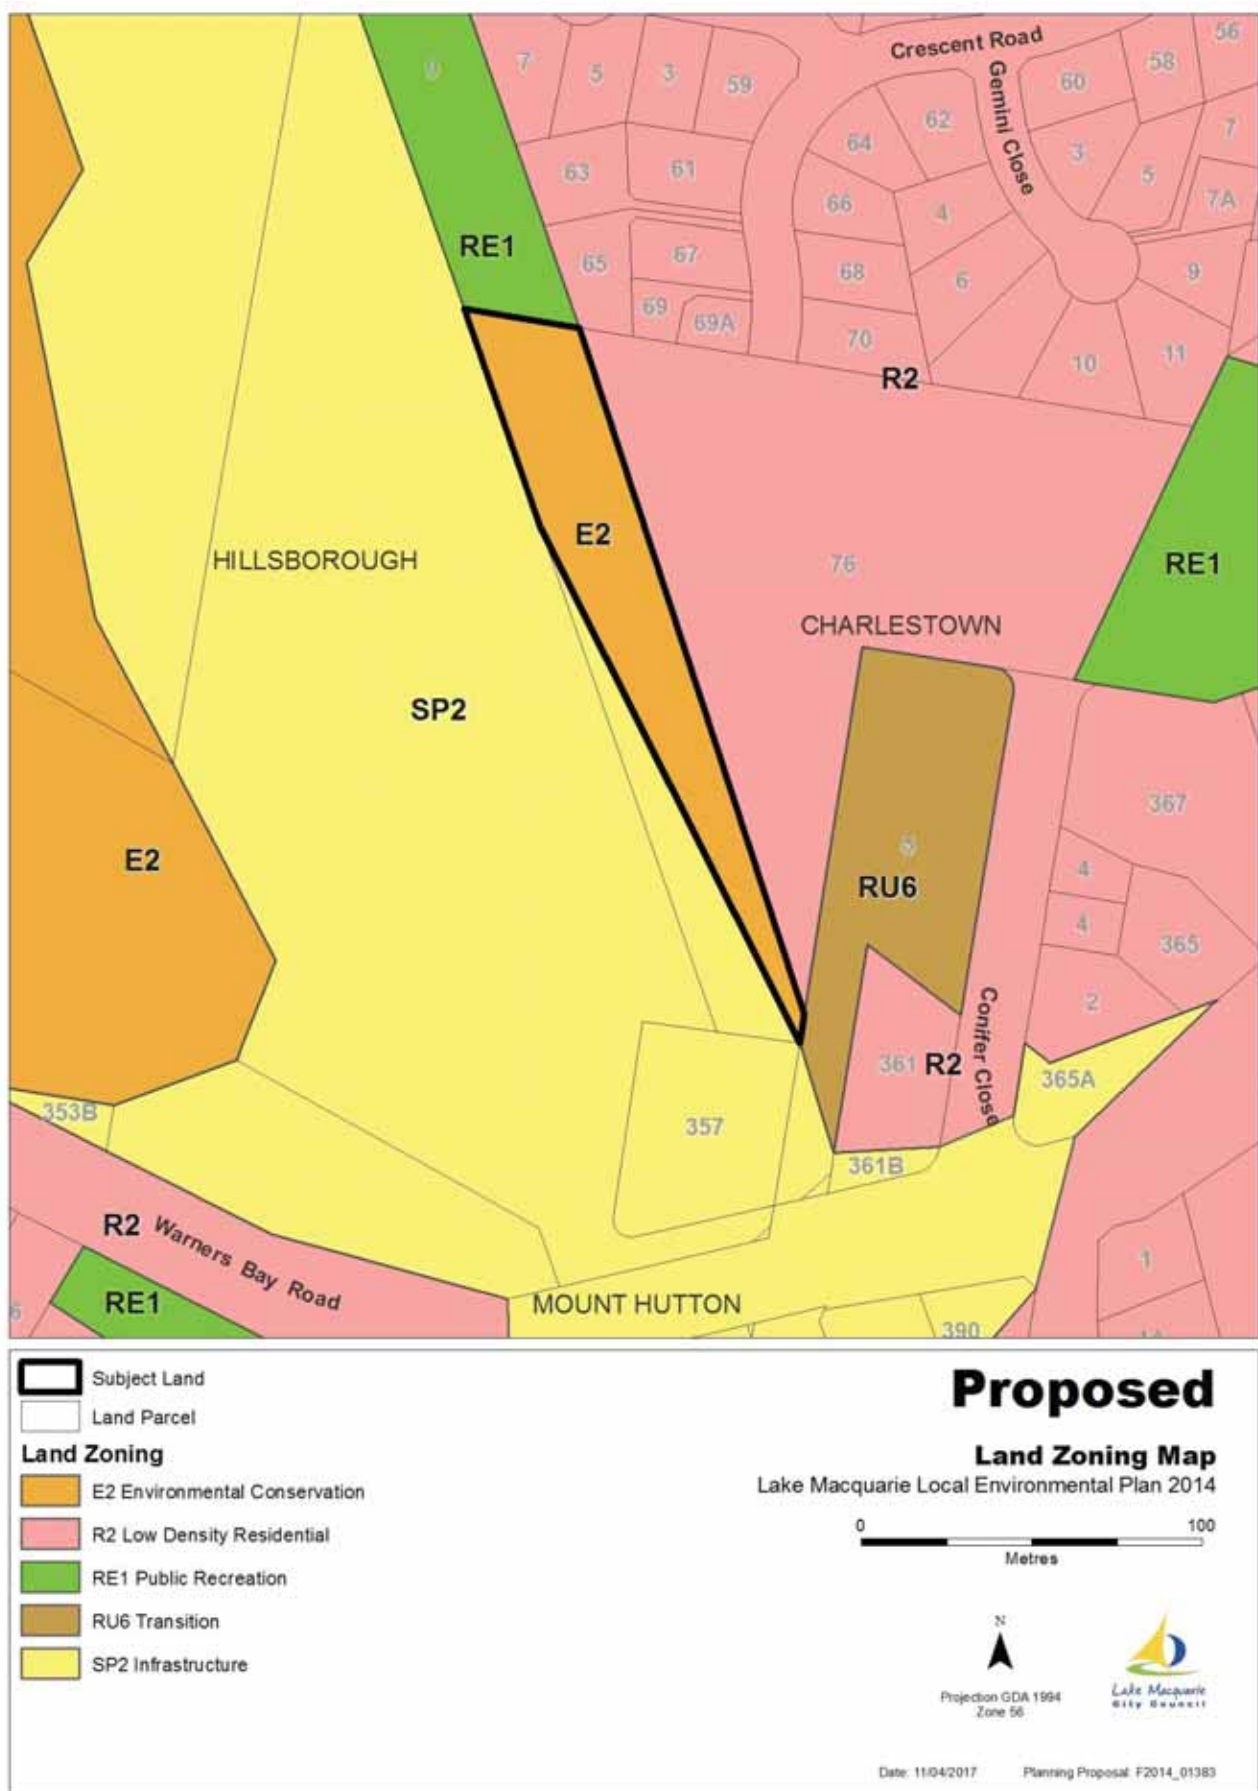 Crescent Road
Gemini Close
56
58
60
7
5
3
59
62
64
7
3
5
63
61
7A
66
4
RE1
65
67
68
6
9
69
69A
70
10
11
R2
E2
HILLSBOROUGH
76
RE1
CHARLESTOWN
SP2
367
E2
RU6
4
4
365
2
Conifer Close
361
R2
365A
353B
357
361B
R2
Warners Bay Road
RE1
MOUNT HUTTON
1
6
390
Subject Land
Land Parcel
Land Zoning
E2 Environmental Conservation
R2 Low Density Residential
RE1 Public Recreation
RU6 Transition
SP2 Infrastructure
Proposed
Land Zoning Map
Lake Macquarie Local Environmental Plan 2014
0 100
Metres
N
Projection GDA 1994
Zone 56
Lake Macquarie
City Council
Date: 11/04/2017 Planning Proposal: F2014_01383